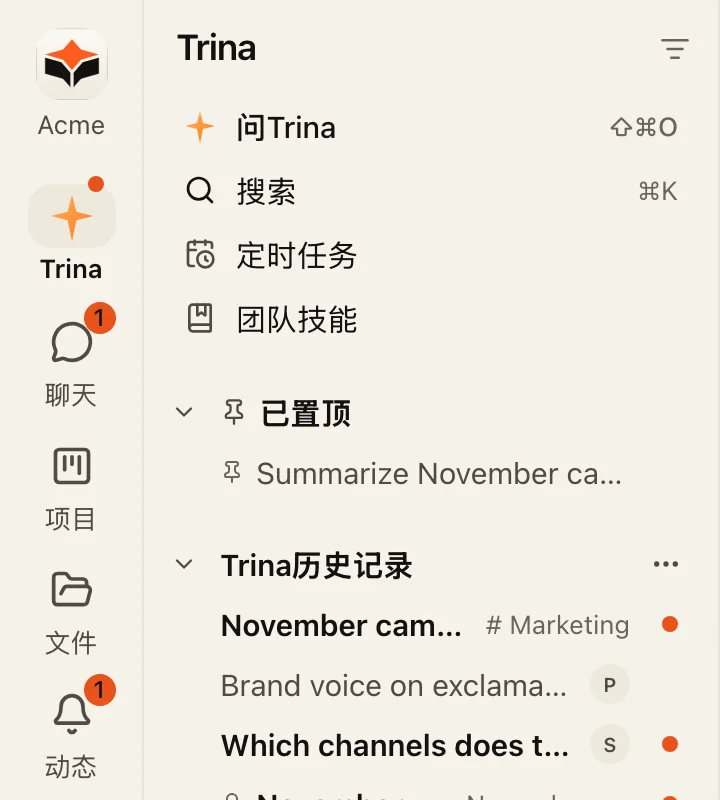 Acme
Trina
1
聊天
项目
文件
1
动态
Trina
问Trina ⇧⌘O
搜索 ⌘K
定时任务
团队技能
已置顶
Summarize November ca...
Trina历史记录
November cam... # Marketing
Brand voice on exclama... P
Which channels does t... S